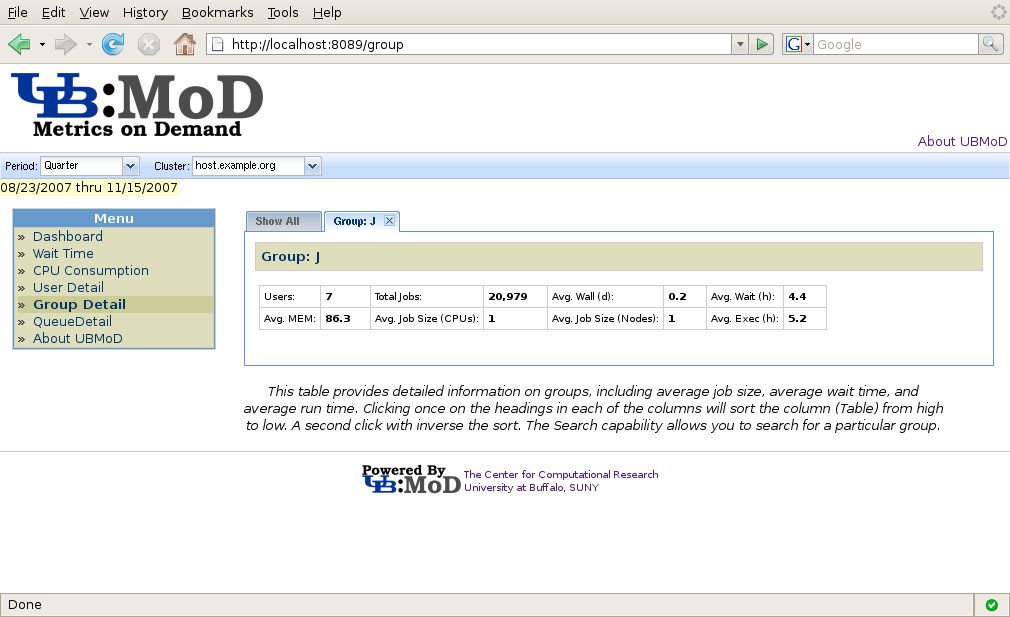 File Edit View History Bookmarks Tools Help
http://localhost:8089/group
G Google
UB:MoD
Metrics on Demand
About UBMoD
Period: Quarter Cluster: host.example.org
08/23/2007 thru 11/15/2007
Menu
» Dashboard
» Wait Time
» CPU Consumption
» User Detail
» Group Detail
» QueueDetail
» About UBMoD
Show All Group: J
Group: J
Users: 7 Total Jobs: 20,979 Avg. Wall (d): 0.2 Avg. Wait (h): 4.4
Avg. MEM: 86.3 Avg. Job Size (CPUs): 1 Avg. Job Size (Nodes): 1 Avg. Exec (h): 5.2
This table provides detailed information on groups, including average job size, average wait time, and
average run time. Clicking once on the headings in each of the columns will sort the column (Table) from high
to low. A second click with inverse the sort. The Search capability allows you to search for a particular group.
Powered By
UB:MoD
The Center for Computational Research
University at Buffalo, SUNY
Done